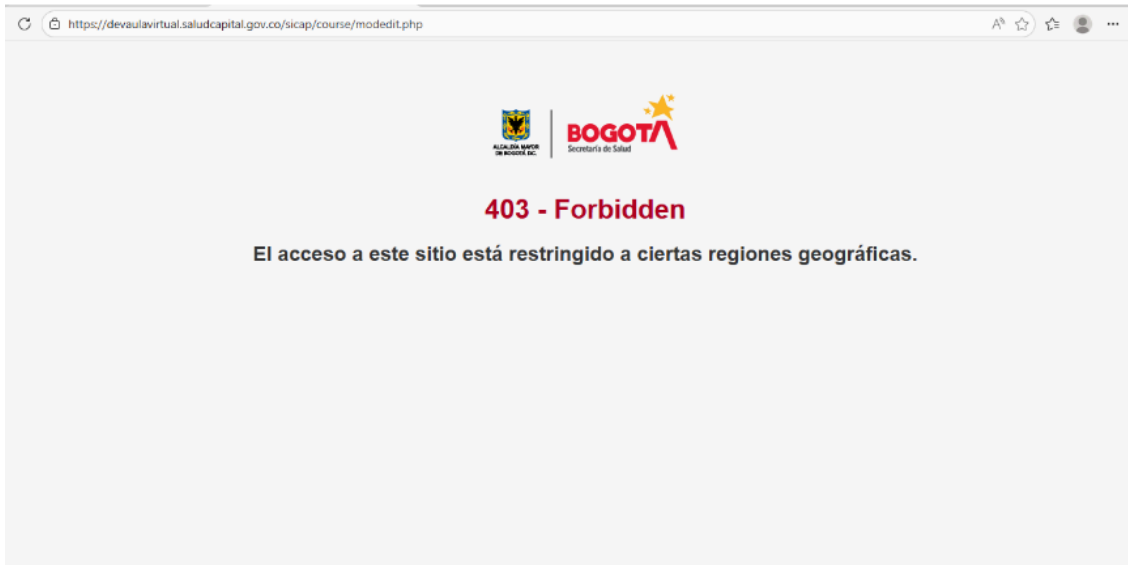 https://devaulavirtual.saludcapital.gov.co/sicap/course/modedit.php
ALCALDÍA MAYOR
DE BOGOTÁ D.C.
BOGOTÁ
Secretaría de Salud
403 - Forbidden
El acceso a este sitio está restringido a ciertas regiones geográficas.